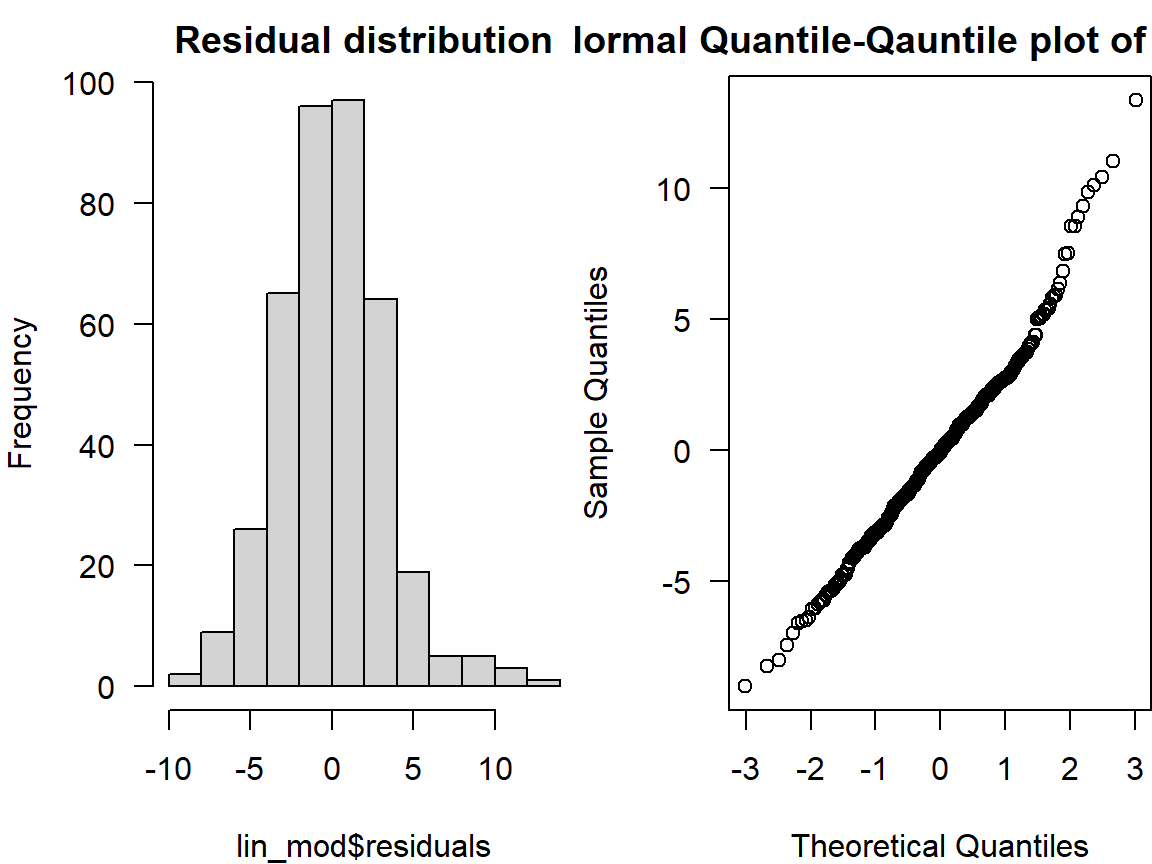 Residual distribution
Frequency
100
80
60
40
20
0
-10 -5 0 5 10
lin_mod$residuals
lormal Quantile-Qauntile plot of
Sample Quantiles
10
5
0
-5
-3 -2 -1 0 1 2 3
Theoretical Quantiles